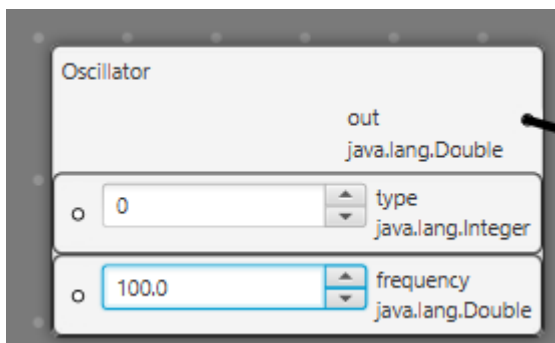 Oscillator
out
java.lang.Double
0
type
java.lang.Integer
100.0
frequency
java.lang.Double